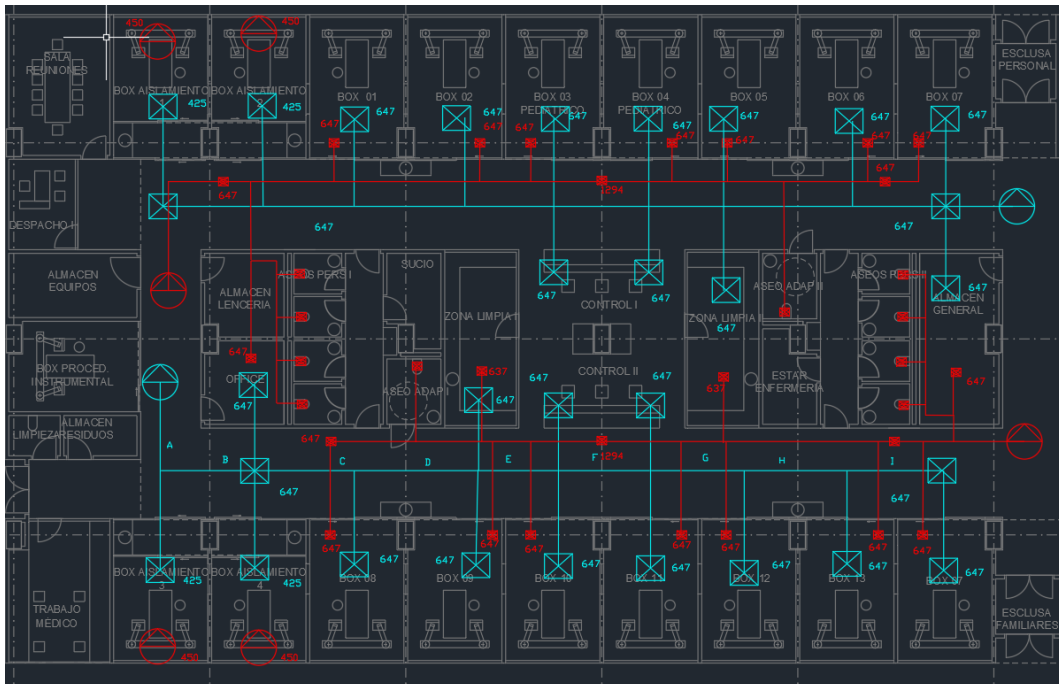 450
450
SALA
REUNIONES
BOX AISLAMIENTO
1
425
BOX AISLAMIENTO
2
425
BOX 01
647
BOX 02
647
BOX 03
PEDIATRICO
647
BOX 04
PEDIATRICO
647
BOX 05
647
BOX 06
647
BOX 07
647
ESCLUSA
PERSONAL
647
647
647
647
647
647
647
647
647
1294
DESPACHO I
647
647
ALMACEN
EQUIPOS
ALMACEN
LENCERIA
ASEOS PERS I
SUCIO
ZONA LIMPIA I
647
647
CONTROL I
ZONA LIMPIA I
647
ASEO ADAP II
ASEOS PERS II
647
ALMACEN
GENERAL
BOX PROCED.
INSTRUMENTAL
647
OFFICE
647
ASEO ADAP I
637
647
CONTROL II
647
647
637
ESTAR
ENFERMERIA
647
ALMACEN
LIMPIEZA
RESIDUOS
A
B
C
D
E
F
G
H
I
647
1294
647
647
647
647
647
647
647
647
647
647
BOX AISLAMIENTO
3
425
BOX AISLAMIENTO
4
425
BOX 08
647
BOX 09
647
BOX 10
647
BOX 11
647
BOX 12
647
BOX 13
647
BOX 07
647
TRABAJO
MEDICO
450
450
ESCLUSA
FAMILIARES